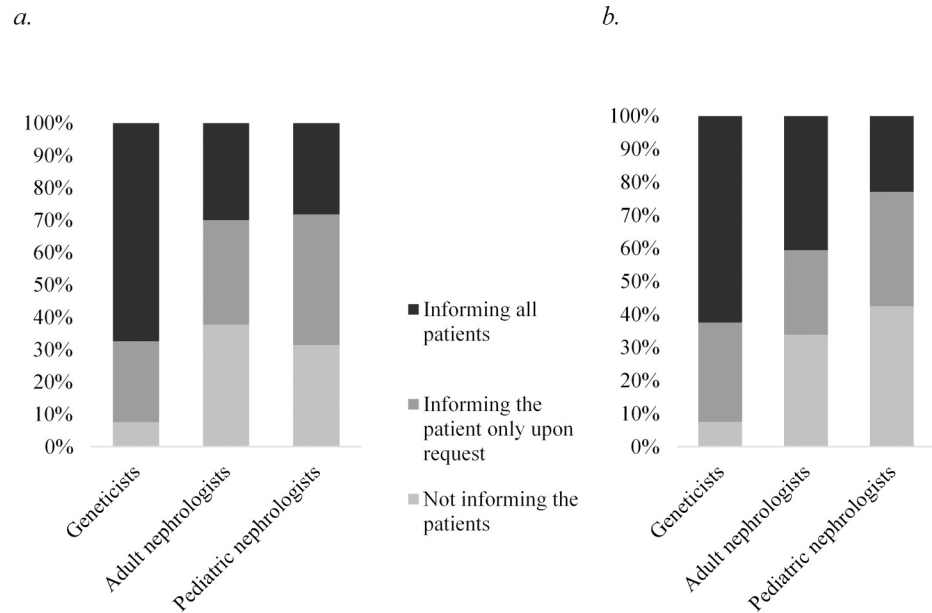 a.
100%
90%
80%
70%
60%
50%
40%
30%
20%
10%
0%
Geneticists
Adult nephrologists
Pediatric nephrologists
Informing all
patients
Informing the
patient only upon
request
Not informing the
patients
b.
100%
90%
80%
70%
60%
50%
40%
30%
20%
10%
0%
Geneticists
Adult nephrologists
Pediatric nephrologists